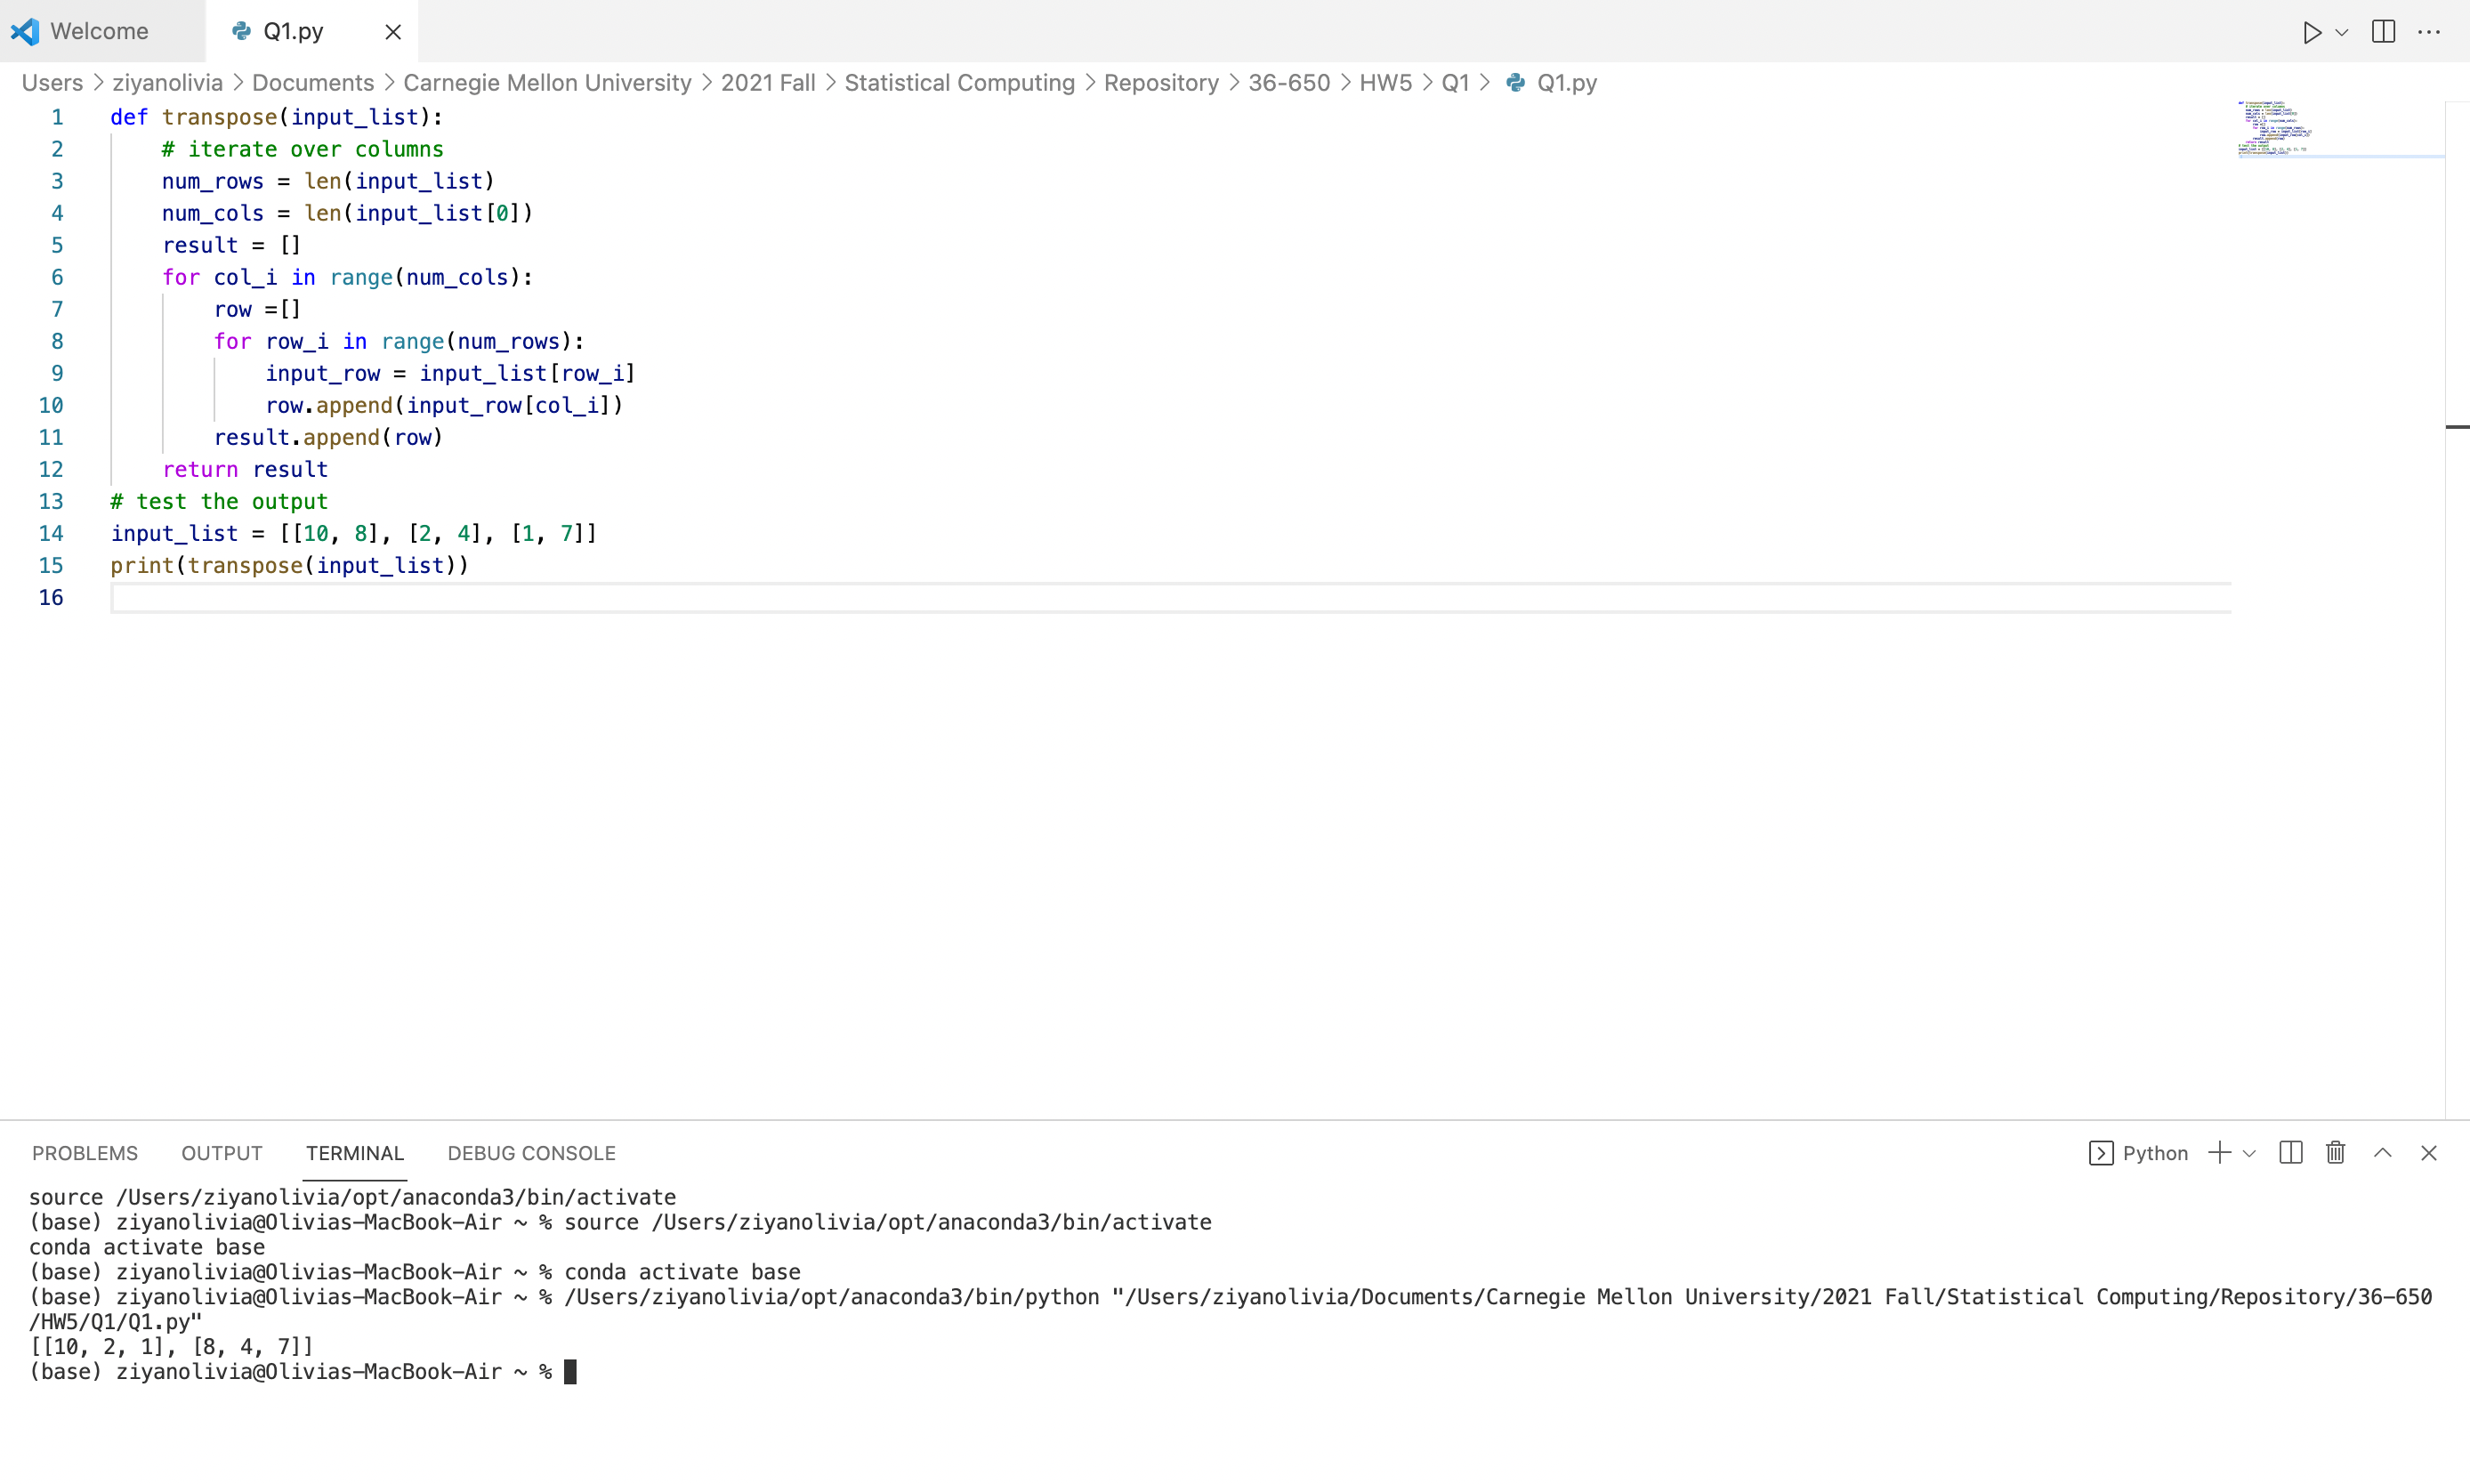 Welcome Q1.py
Users > ziyanolivia > Documents > Carnegie Mellon University > 2021 Fall > Statistical Computing > Repository > 36-650 > HW5 > Q1 > Q1.py
1 def transpose(input_list):
2     # iterate over columns
3     num_rows = len(input_list)
4     num_cols = len(input_list[0])
5     result = []
6     for col_i in range(num_cols):
7         row =[]
8         for row_i in range(num_rows):
9             input_row = input_list[row_i]
10             row.append(input_row[col_i])
11         result.append(row)
12     return result
13 # test the output
14 input_list = [[10, 8], [2, 4], [1, 7]]
15 print(transpose(input_list))
16
PROBLEMS OUTPUT TERMINAL DEBUG CONSOLE Python
source /Users/ziyanolivia/opt/anaconda3/bin/activate
(base) ziyanolivia@Olivias-MacBook-Air ~ % source /Users/ziyanolivia/opt/anaconda3/bin/activate
conda activate base
(base) ziyanolivia@Olivias-MacBook-Air ~ % conda activate base
(base) ziyanolivia@Olivias-MacBook-Air ~ % /Users/ziyanolivia/opt/anaconda3/bin/python "/Users/ziyanolivia/Documents/Carnegie Mellon University/2021 Fall/Statistical Computing/Repository/36-650
/HW5/Q1/Q1.py"
[[10, 2, 1], [8, 4, 7]]
(base) ziyanolivia@Olivias-MacBook-Air ~ %